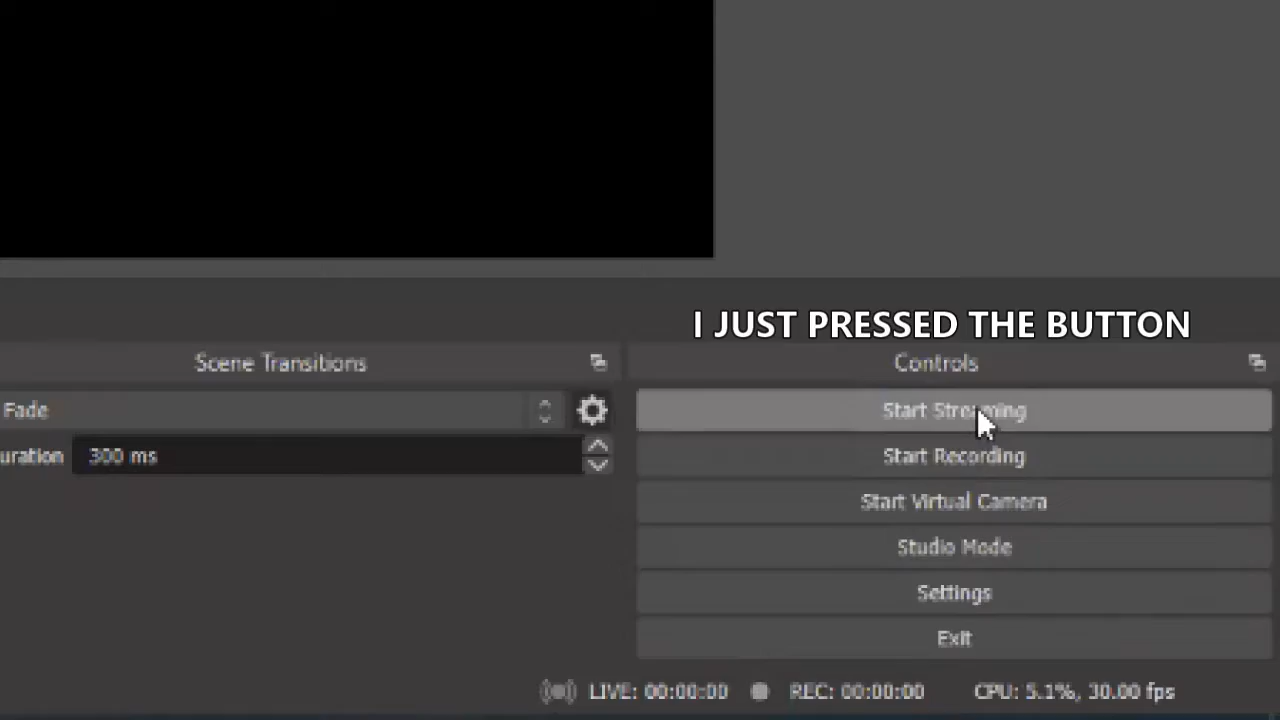 I JUST PRESSED THE BUTTON
Scene Transitions
Controls
Fade
Start Streaming
uration 300 ms
Start Recording
Start Virtual Camera
Studio Mode
Settings
Exit
LIVE: 00:00:00 REC: 00:00:00 CPU: 5.1%, 30.00 fps